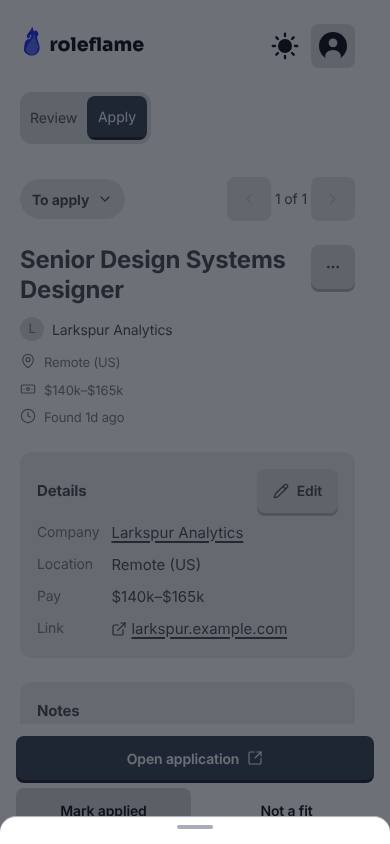 roleflame
Review Apply
To apply
1 of 1
Senior Design Systems
Designer
...
L Larkspur Analytics
Remote (US)
$140k–$165k
Found 1d ago
Details
Edit
Company Larkspur Analytics
Location Remote (US)
Pay $140k–$165k
Link larkspur.example.com
Notes
Open application
Mark applied Not a fit